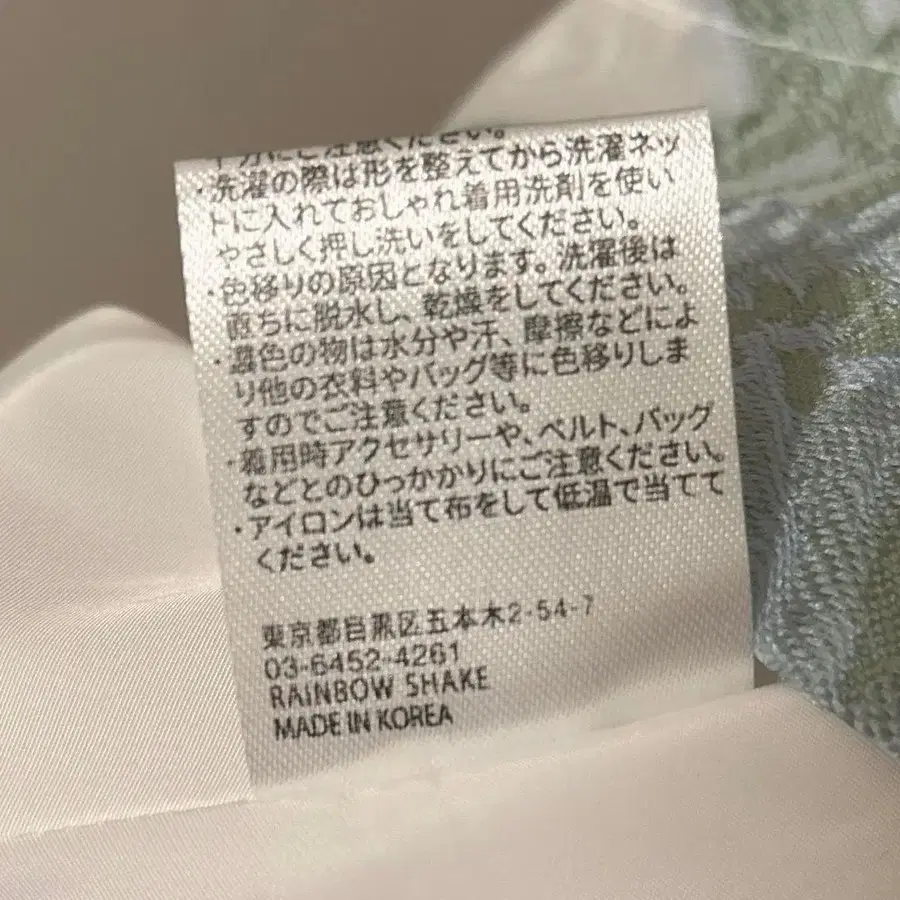 十分にご注意ください。
・洗濯の際は形を整えてから洗濯ネッ
トに入れておしゃれ着用洗剤を使い
やさしく押し洗いをしてください。
・色移りの原因となります。洗濯後は
直ちに脱水し、乾燥をしてください。
・濃色の物は水分や汗、摩擦などによ
り他の衣料やバッグ等に色移りしま
すのでご注意ください。
・着用時アクセサリーや、ベルト、バッグ
などとのひっかかりにご注意ください。
・アイロンは当て布をして低温で当てて
ください。
東京都目黒区五本木2-54-7
03-6452-4261
RAINBOW SHAKE
MADE IN KOREA